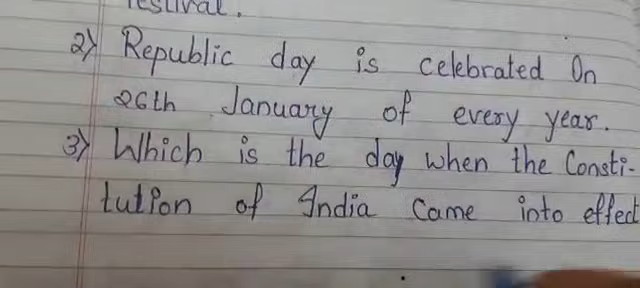 festival.
2) Republic day is celebrated On
26th January of every year.
3) Which is the day when the Consti-
tution of India Came into effect